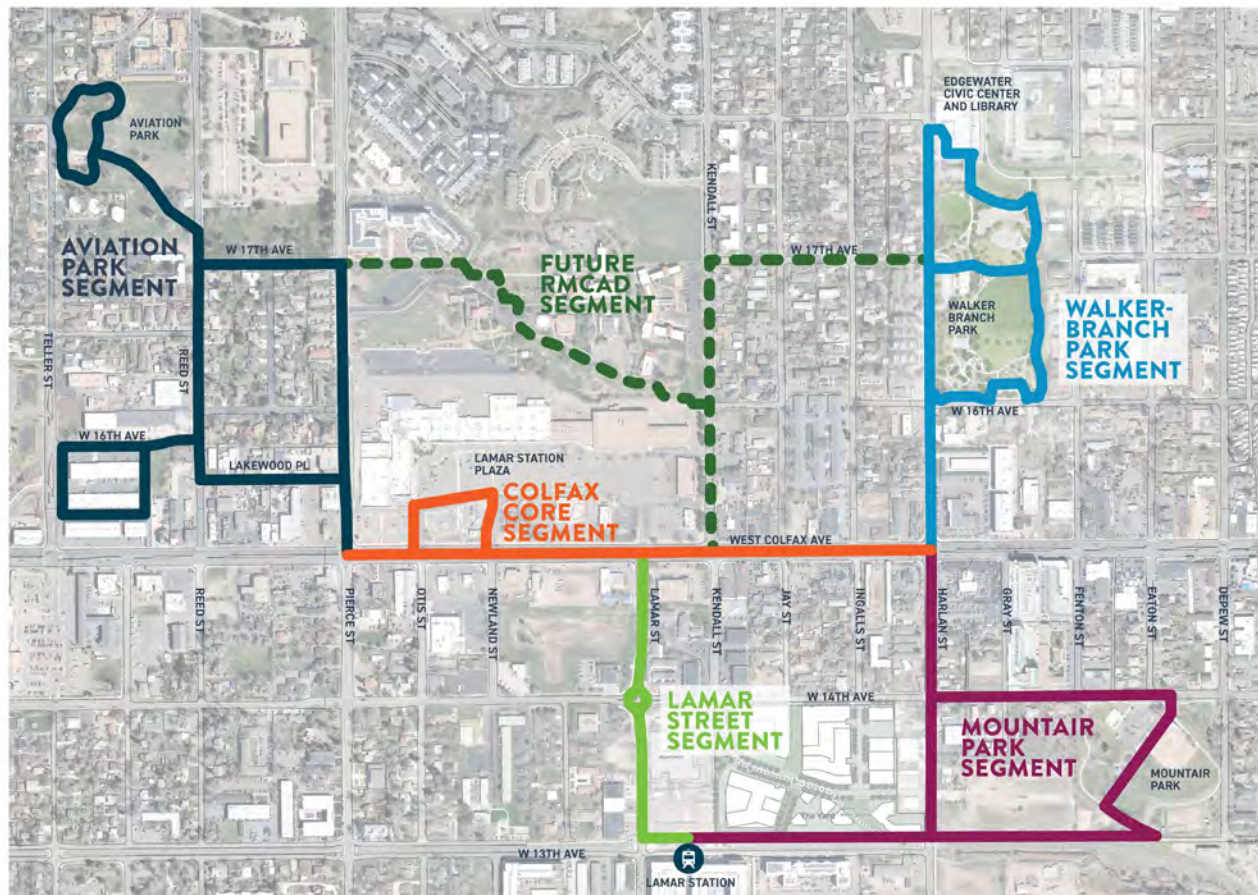 EDGEWATER
CIVIC CENTER
AND LIBRARY
AVIATION
PARK
KENDALL ST
AVIATION
PARK
SEGMENT
W 17TH AVE
FUTURE
RMCAD
SEGMENT
W 17TH AVE
WALKER
BRANCH
PARK
WALKER-
BRANCH
PARK
SEGMENT
TELLER ST
REED ST
W 16TH AVE
W 16TH AVE
LAKEWOOD PL
LAMAR STATION
PLAZA
COLFAX
CORE
SEGMENT
WEST COLFAX AVE
REED ST
PIERCE ST
OTIS ST
NEWLAND ST
LAMAR ST
KENDALL ST
JAY ST
INGALLS ST
HARLAN ST
GRAY ST
FENTON ST
EATON ST
DEPEW ST
W 14TH AVE
LAMAR
STREET
SEGMENT
MOUNTAIR
PARK
SEGMENT
MOUNTAIR
PARK
The Yard
W 13TH AVE
LAMAR STATION